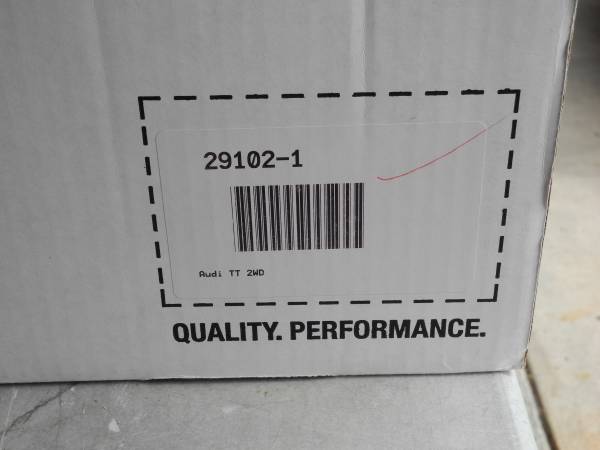 29102-1
Audi TT 2WD
QUALITY. PERFORMANCE.